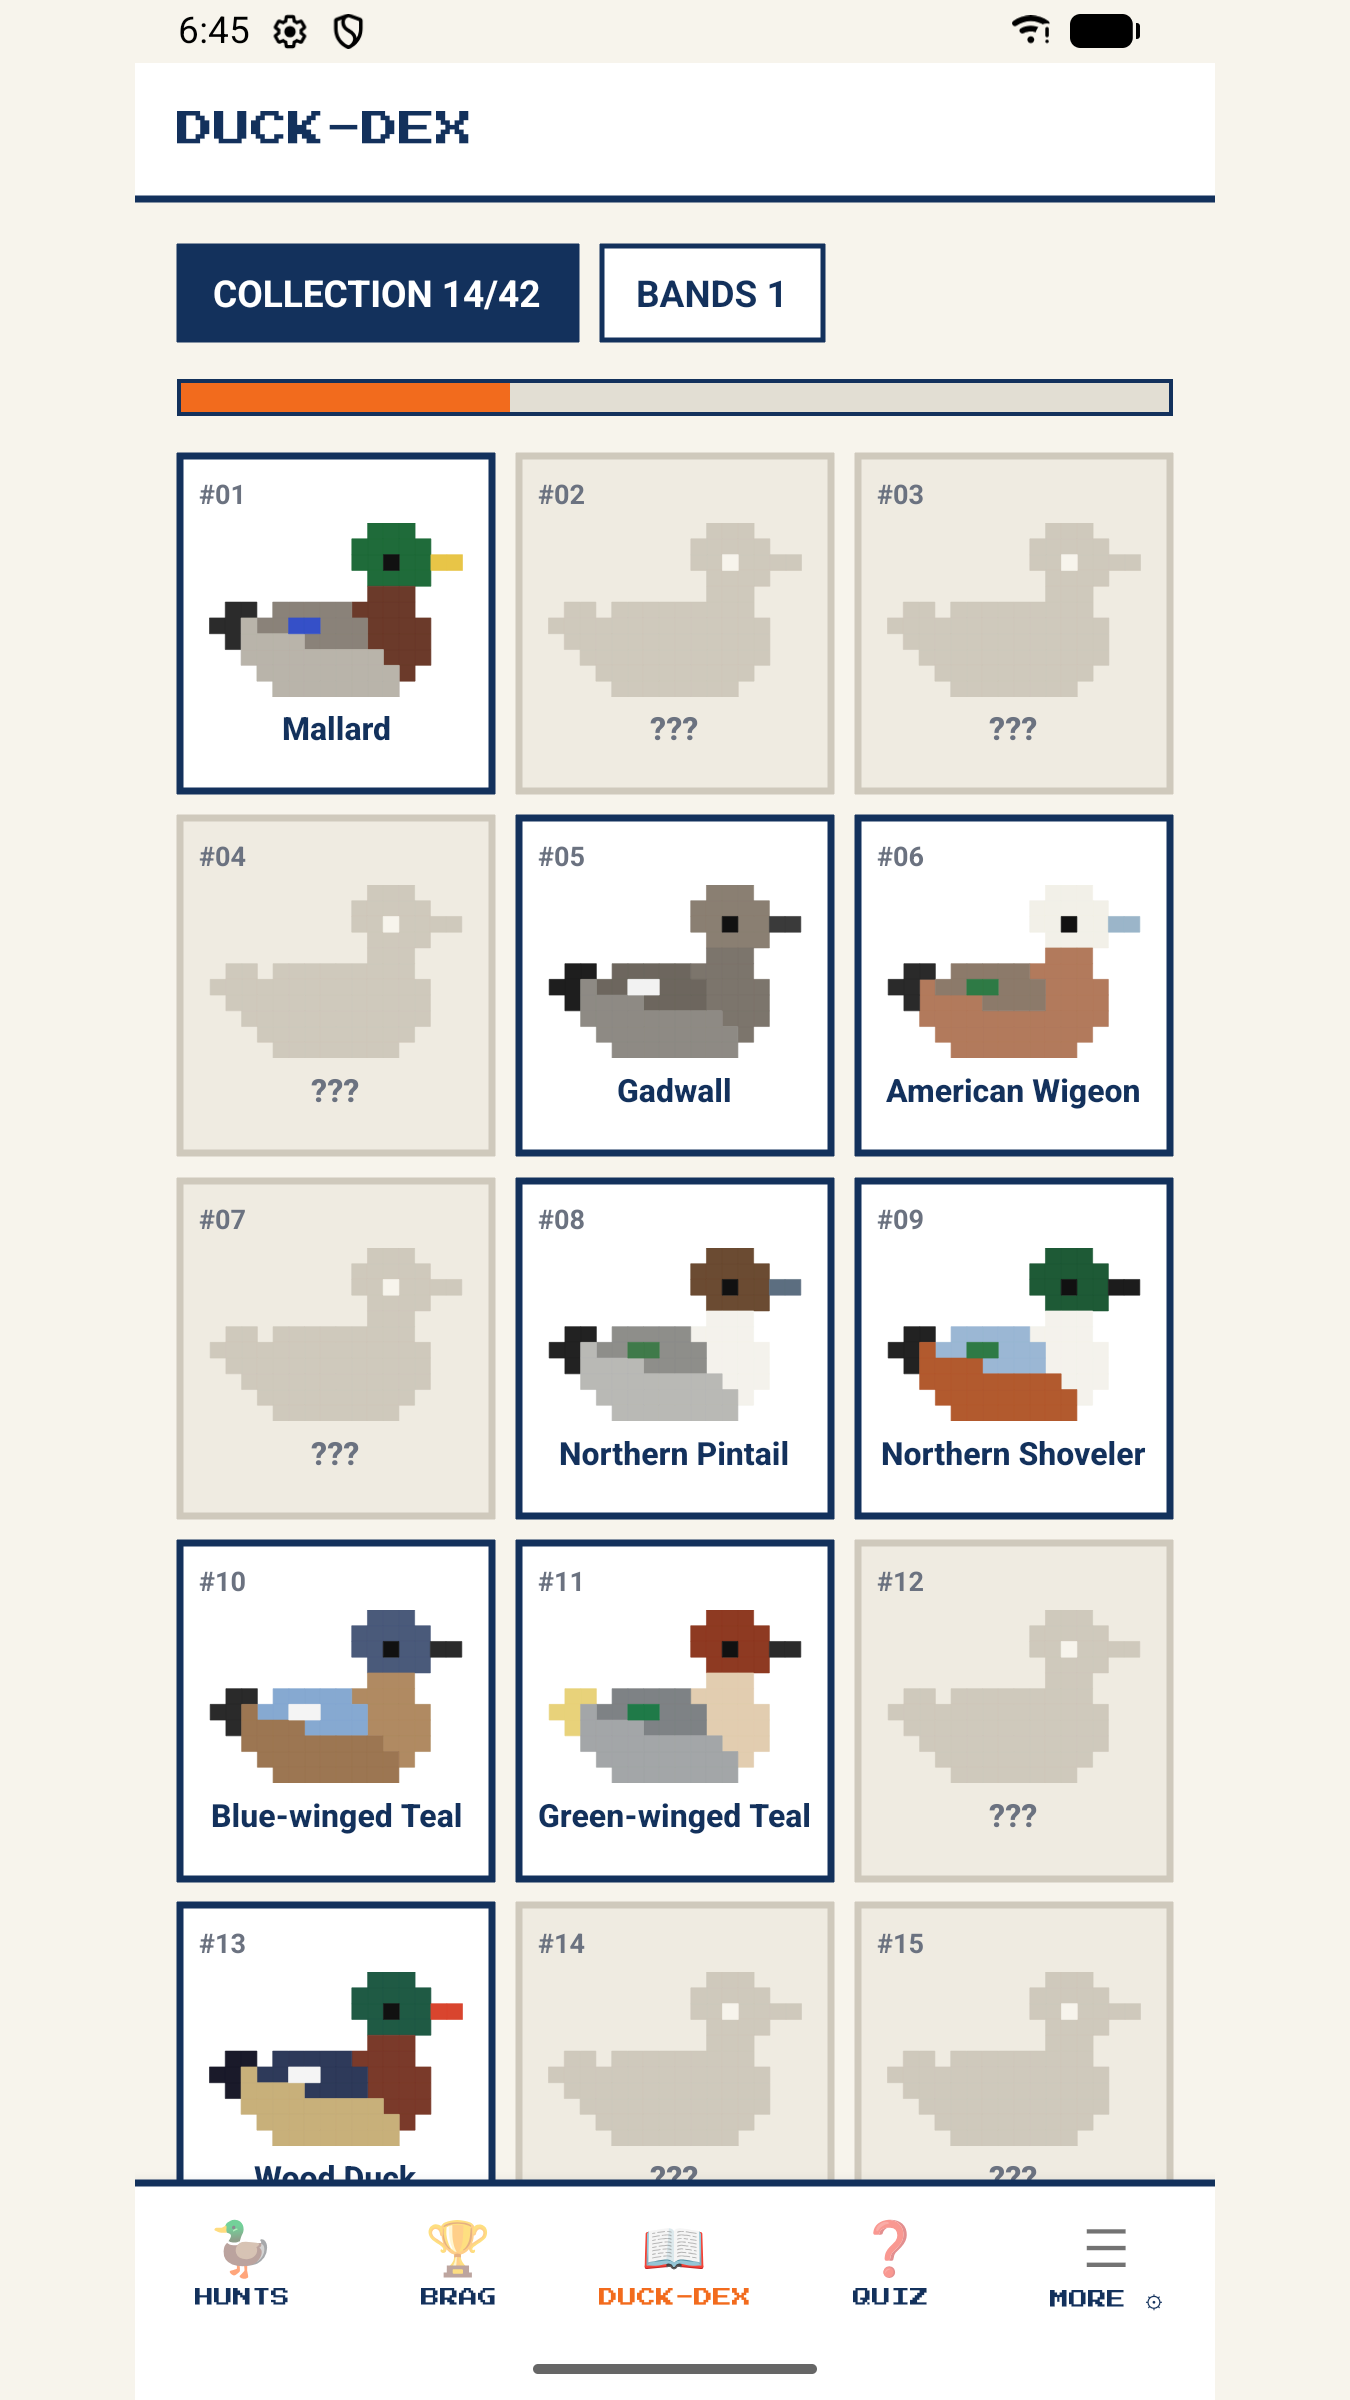 6:45
DUCK-DEX
COLLECTION 14/42
BANDS 1
#01
#02
#03
Mallard
???
???
#04
#05
#06
???
Gadwall
American Wigeon
#07
#08
#09
???
Northern Pintail
Northern Shoveler
#10
#11
#12
Blue-winged Teal
Green-winged Teal
???
#13
#14
#15
Wood Duck
???
???
HUNTS
BRAG
DUCK-DEX
QUIZ
MORE